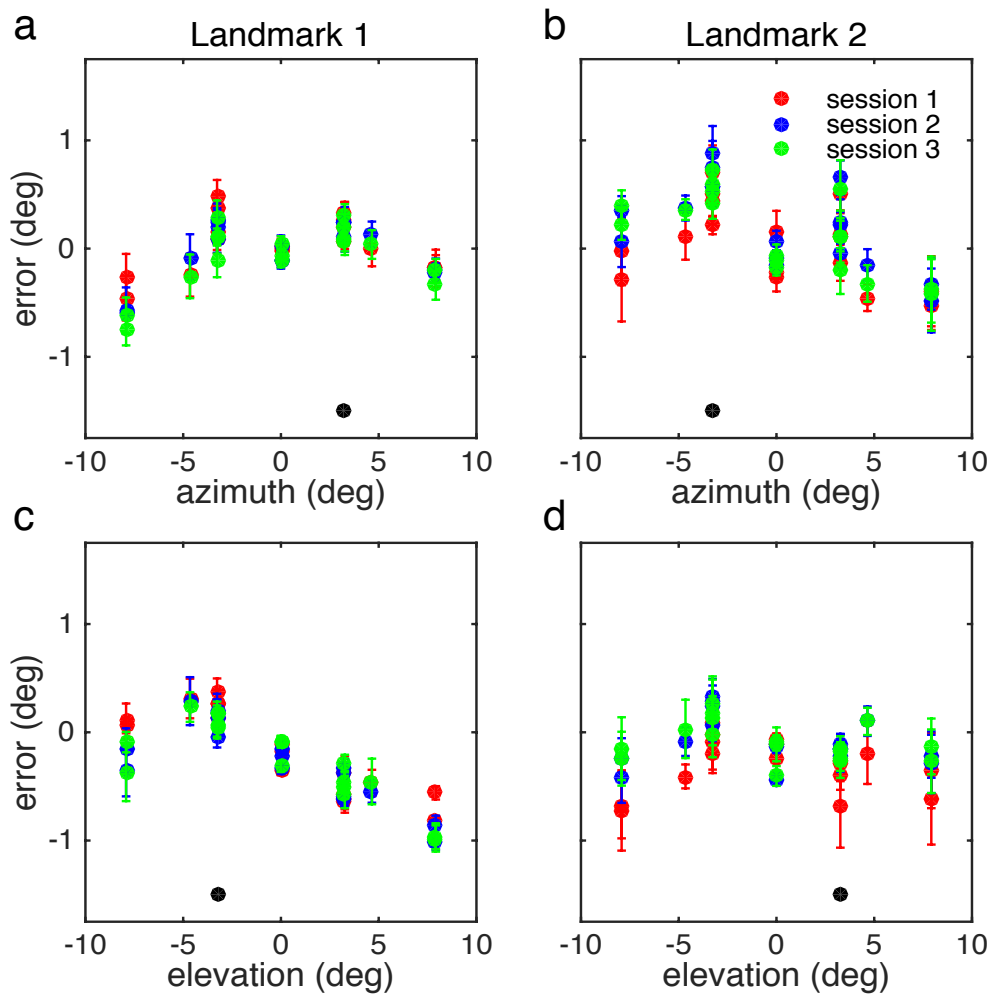 a
Landmark 1
b
Landmark 2
session 1
session 2
session 3
1
0
-1
error (deg)
-10
-5
0
5
10
azimuth (deg)
-10
-5
0
5
10
azimuth (deg)
c
d
1
0
-1
error (deg)
-10
-5
0
5
10
elevation (deg)
-10
-5
0
5
10
elevation (deg)